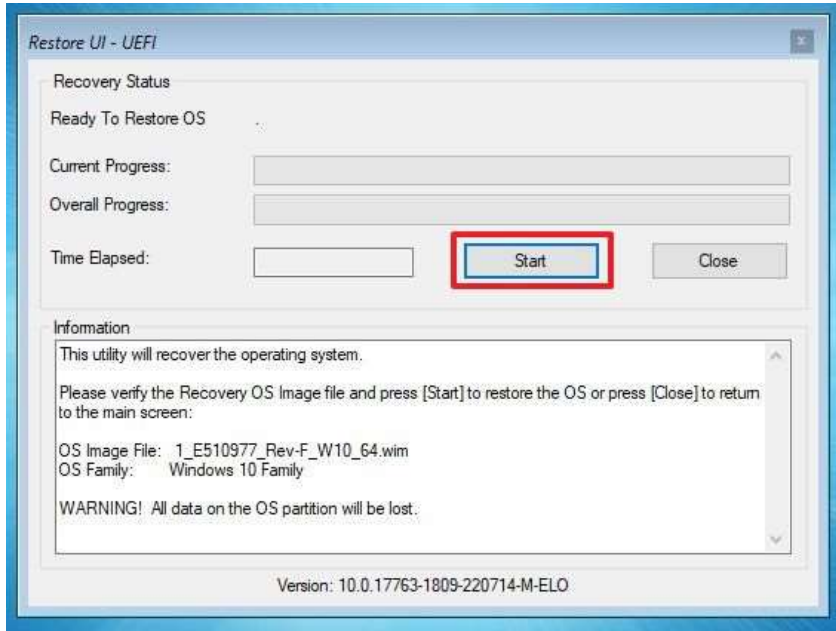 Restore UI - UEFI
x
Recovery Status
Ready To Restore OS .
Current Progress:
Overall Progress:
Time Elapsed:
Start
Close
Information
This utility will recover the operating system.
Please verify the Recovery OS Image file and press [Start] to restore the OS or press [Close] to return
to the main screen:
OS Image File: 1_E510977_Rev-F_W10_64.wim
OS Family: Windows 10 Family
WARNING! All data on the OS partition will be lost.
Version: 10.0.17763-1809-220714-M-ELO